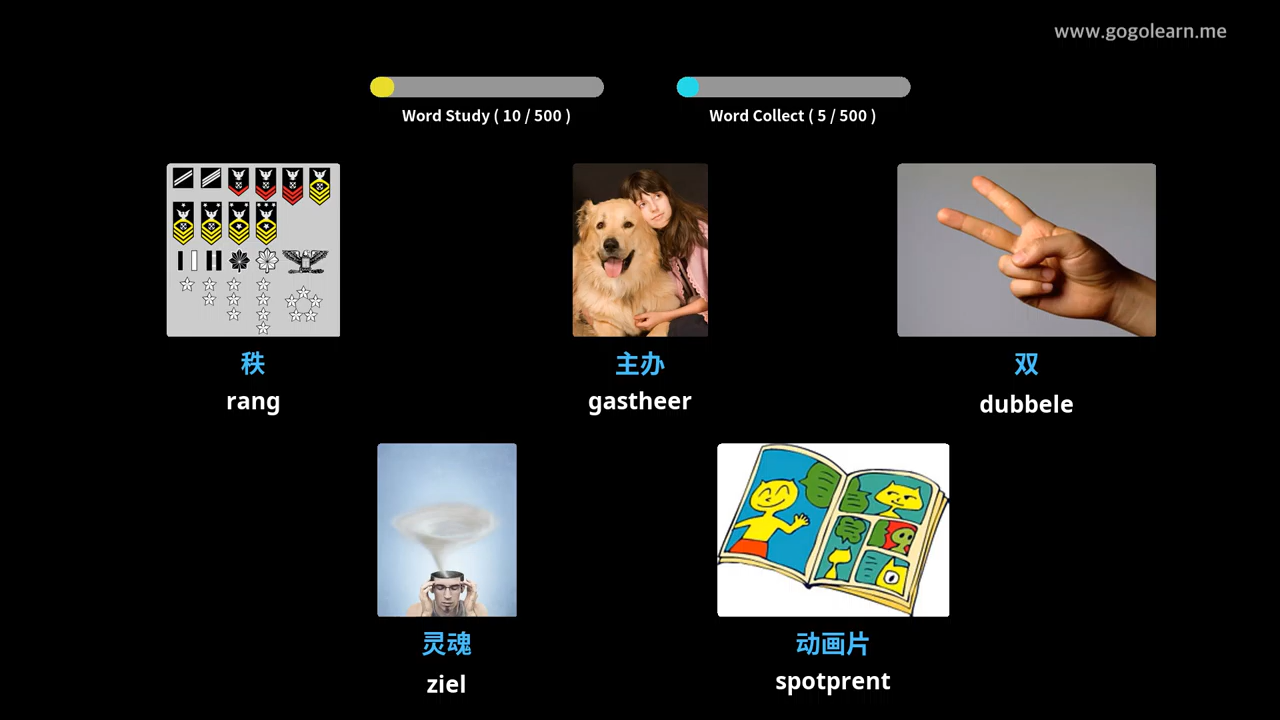 www.gogolearn.me
Word Study ( 10 / 500 )
Word Collect ( 5 / 500 )
秩
rang
主办
gastheer
双
dubbele
灵魂
ziel
动画片
spotprent